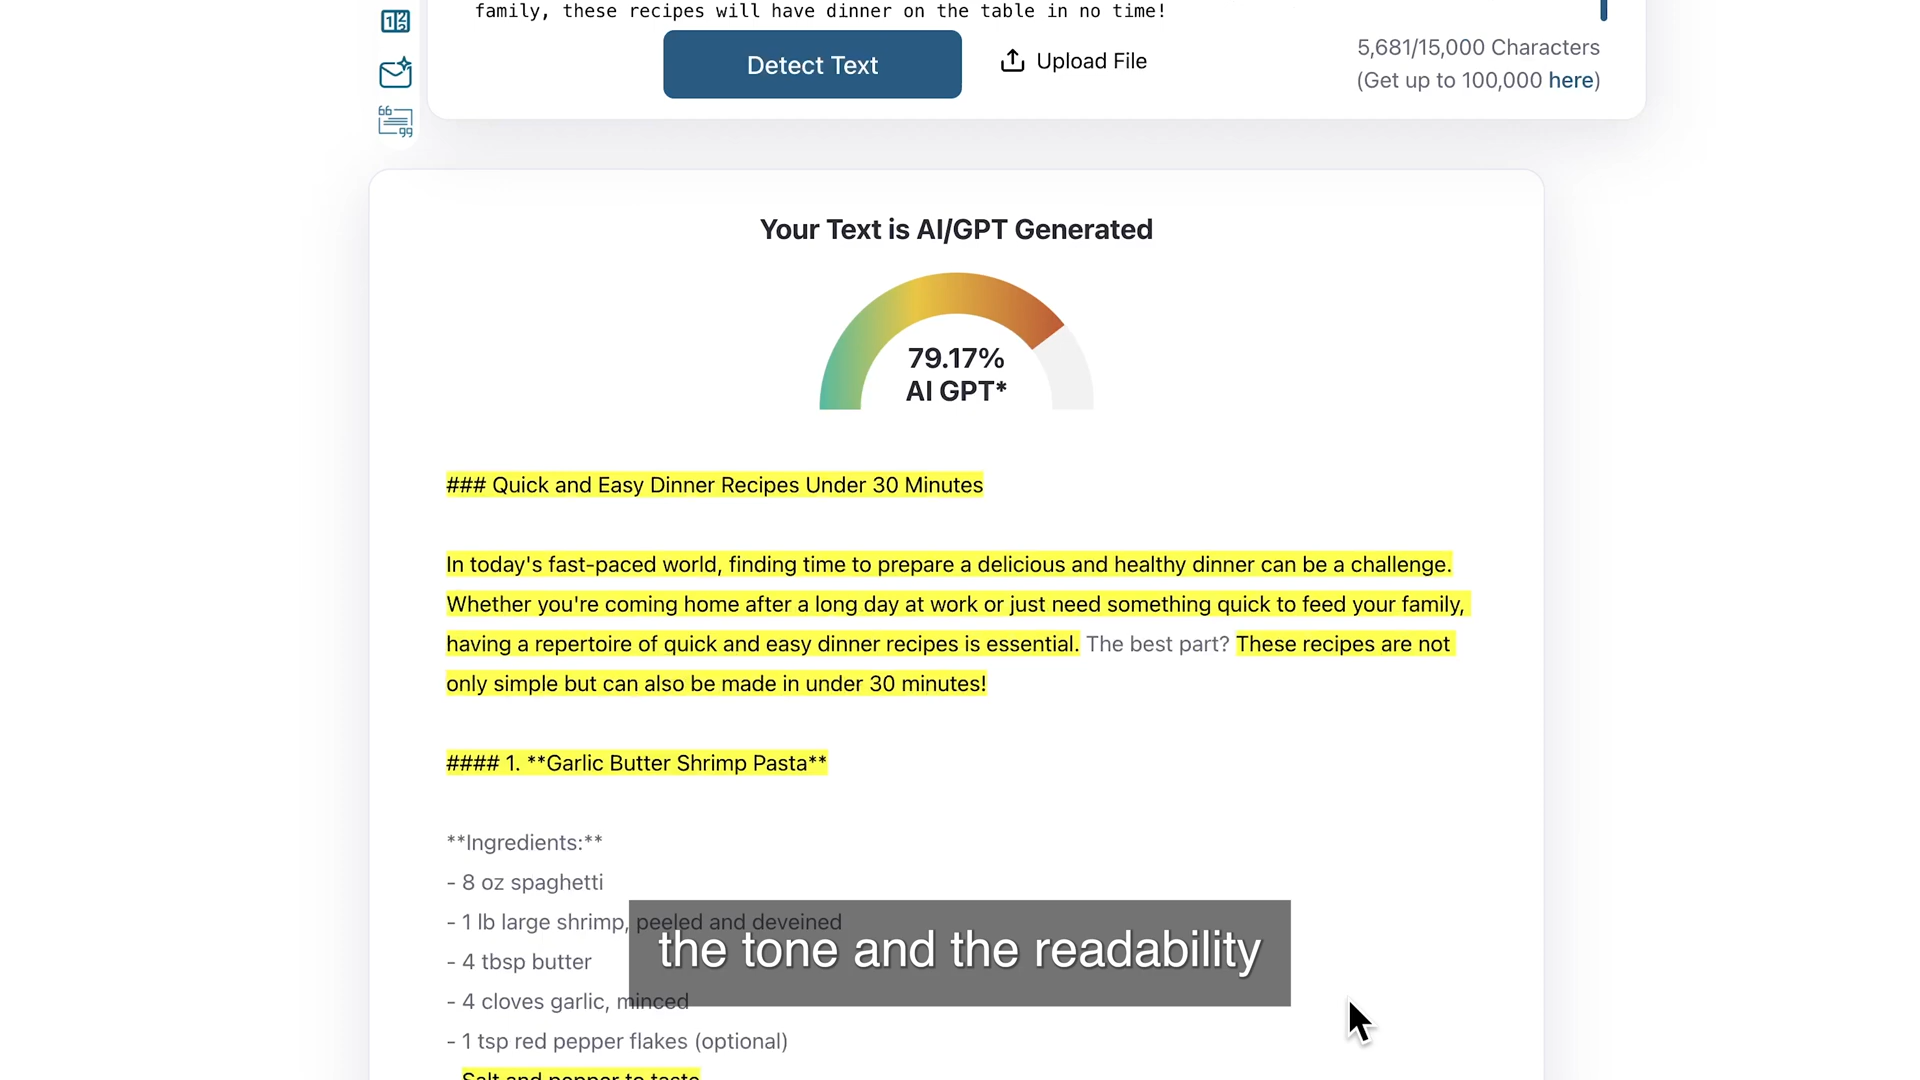 family, these recipes will have dinner on the table in no time!
Detect Text
Upload File
5,681/15,000 Characters
(Get up to 100,000 here)
Your Text is AI/GPT Generated
79.17%
AI GPT*
### Quick and Easy Dinner Recipes Under 30 Minutes
In today's fast-paced world, finding time to prepare a delicious and healthy dinner can be a challenge.
Whether you're coming home after a long day at work or just need something quick to feed your family,
having a repertoire of quick and easy dinner recipes is essential. The best part? These recipes are not
only simple but can also be made in under 30 minutes!
#### 1. **Garlic Butter Shrimp Pasta**
**Ingredients:**
- 8 oz spaghetti
- 1 lb large shrimp, peeled and deveined
- 4 tbsp butter
- 4 cloves garlic, minced
- 1 tsp red pepper flakes (optional)
- Salt and pepper to taste
the tone and the readability